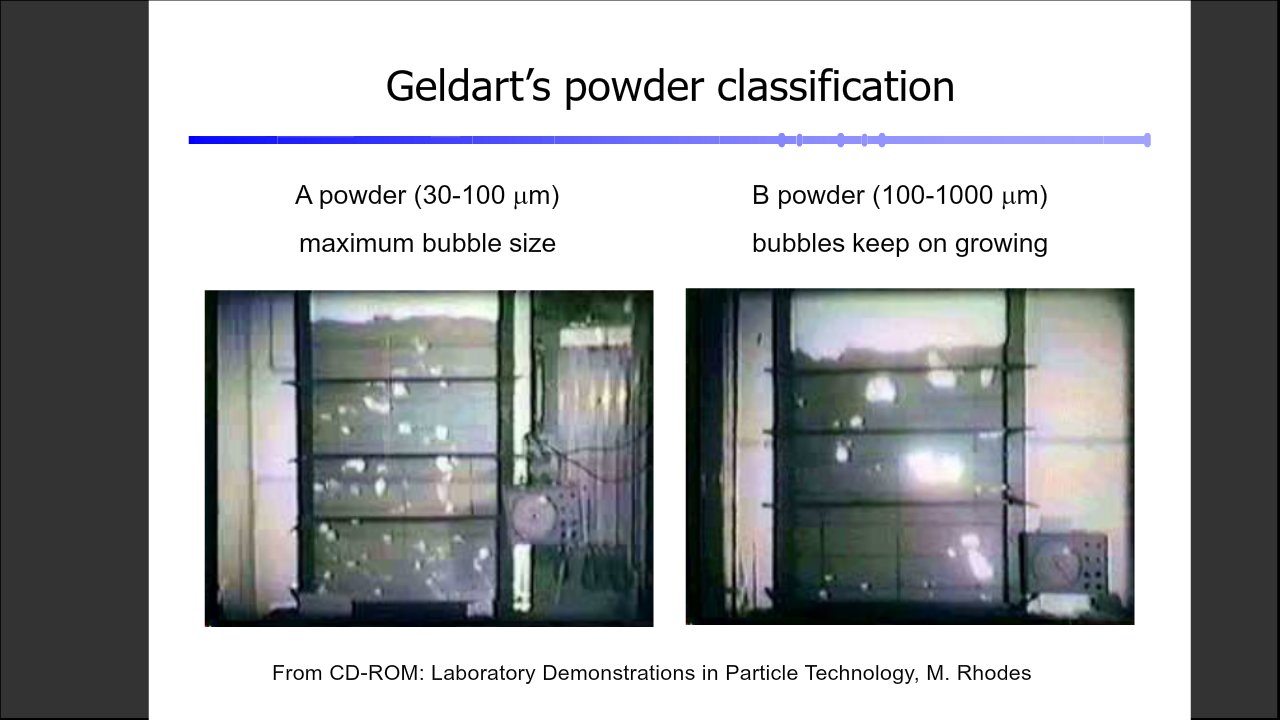 Geldart’s powder classification
A powder (30-100 μm)
maximum bubble size
B powder (100-1000 μm)
bubbles keep on growing
From CD-ROM: Laboratory Demonstrations in Particle Technology, M. Rhodes